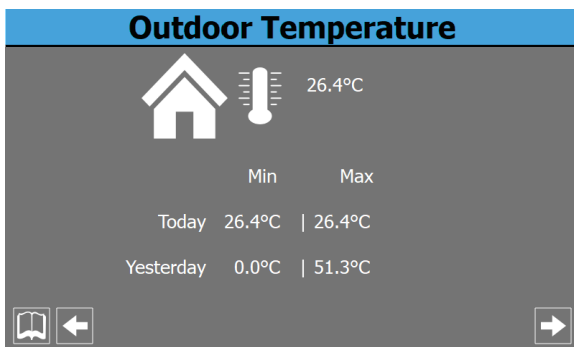 Outdoor Temperature
26.4°C
Min Max
Today 26.4°C | 26.4°C
Yesterday 0.0°C | 51.3°C